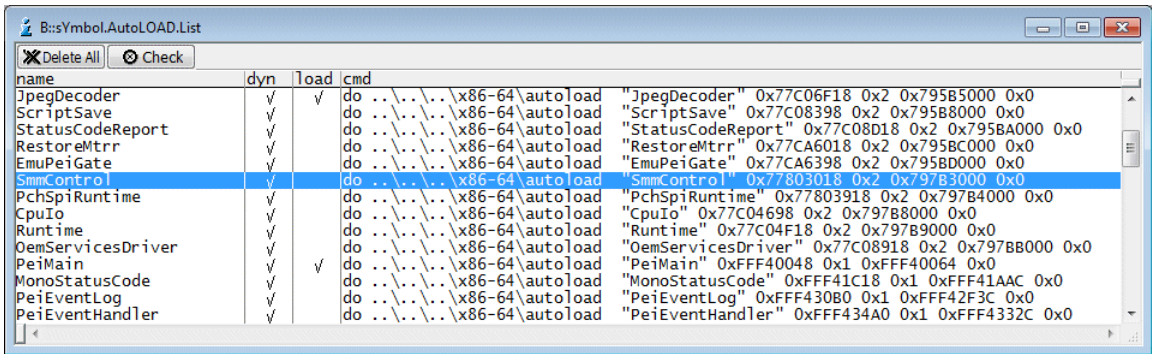 B::sYmbol.AutoLOAD.List
Delete All Check
name dyn load cmd
JpegDecoder √ √ do ..\..\..\x86-64\autoload "JpegDecoder" 0x77C06F18 0x2 0x795B5000 0x0
ScriptSave √ do ..\..\..\x86-64\autoload "ScriptSave" 0x77C08398 0x2 0x795B8000 0x0
StatusCodeReport √ do ..\..\..\x86-64\autoload "StatusCodeReport" 0x77C08D18 0x2 0x795BA000 0x0
RestoreMtrr √ do ..\..\..\x86-64\autoload "RestoreMtrr" 0x77CA6018 0x2 0x795BC000 0x0
EmuPeiGate √ do ..\..\..\x86-64\autoload "EmuPeiGate" 0x77CA6398 0x2 0x795BD000 0x0
SmmControl √ do ..\..\..\x86-64\autoload "SmmControl" 0x77803018 0x2 0x797B3000 0x0
PchSpiRuntime √ do ..\..\..\x86-64\autoload "PchSpiRuntime" 0x77803918 0x2 0x797B4000 0x0
CpuIo √ do ..\..\..\x86-64\autoload "CpuIo" 0x77C04698 0x2 0x797B8000 0x0
Runtime √ do ..\..\..\x86-64\autoload "Runtime" 0x77C04F18 0x2 0x797B9000 0x0
OemServicesDriver √ do ..\..\..\x86-64\autoload "OemServicesDriver" 0x77C08918 0x2 0x797BB000 0x0
PeiMain √ √ do ..\..\..\x86-64\autoload "PeiMain" 0xFFF40048 0x1 0xFFF40064 0x0
MonoStatusCode √ do ..\..\..\x86-64\autoload "MonoStatusCode" 0xFFF41C18 0x1 0xFFF41AAC 0x0
PeiEventLog √ do ..\..\..\x86-64\autoload "PeiEventLog" 0xFFF430B0 0x1 0xFFF42F3C 0x0
PeiEventHandler √ do ..\..\..\x86-64\autoload "PeiEventHandler" 0xFFF434A0 0x1 0xFFF4332C 0x0